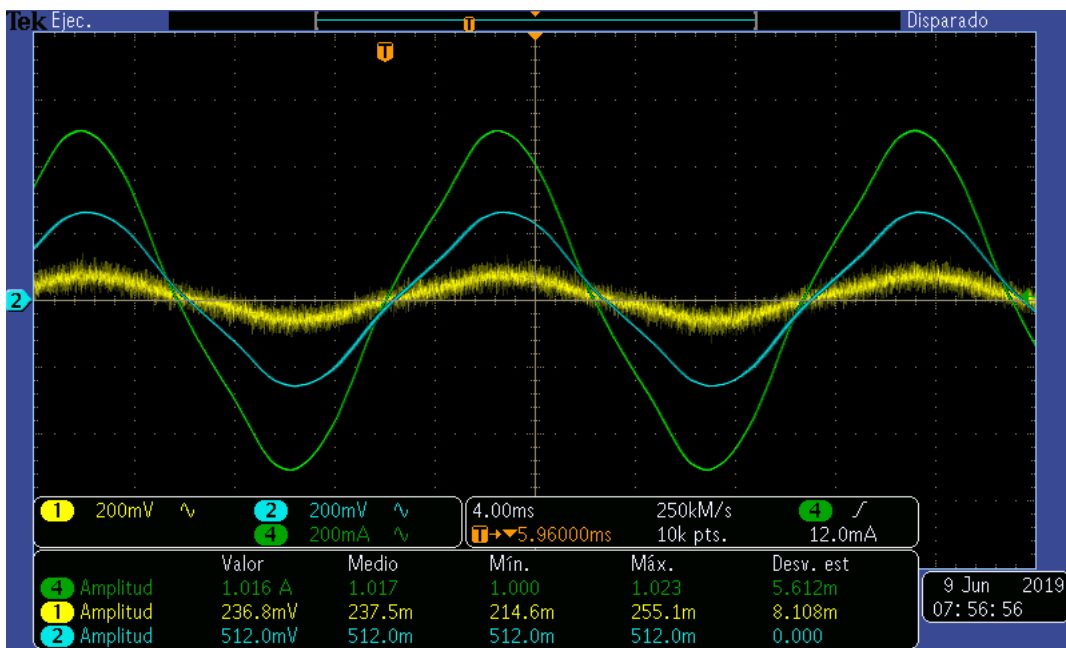 Tek Ejec. T Disparado
T
2
1 200mV 2 200mV 4.00ms 250kM/s 4
4 200mA T→▼5.96000ms 10k pts. 12.0mA
Valor Medio Mín. Máx. Desv. est
4 Amplitud 1.016 A 1.017 1.000 1.023 5.612m
1 Amplitud 236.8mV 237.5m 214.6m 255.1m 8.108m
2 Amplitud 512.0mV 512.0m 512.0m 512.0m 0.000
9 Jun 2019
07:56:56